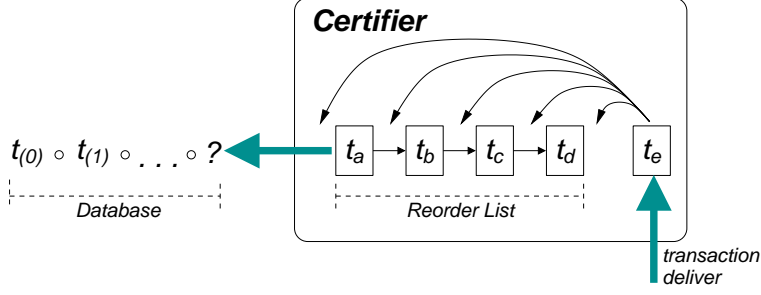 Certifier
t(0) ∘ t(1) ∘ . . . ∘ ?
ta
tb
tc
td
te
Database
Reorder List
transaction
deliver